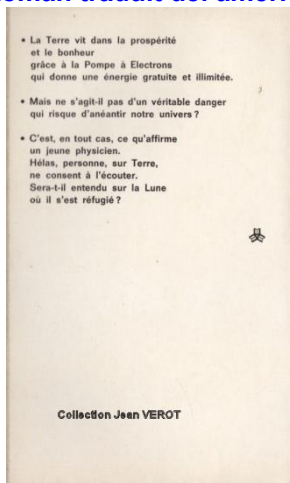 • La Terre vit dans la prospérité
et le bonheur
grâce à la Pompe à Electrons
qui donne une énergie gratuite et illimitée.
• Mais ne s'agit-il pas d'un véritable danger
qui risque d'anéantir notre univers ?
• C'est, en tout cas, ce qu'affirme
un jeune physicien.
Hélas, personne, sur Terre,
ne consent à l'écouter.
Sera-t-il entendu sur la Lune
où il s'est réfugié ?
Collection Jean VEROT